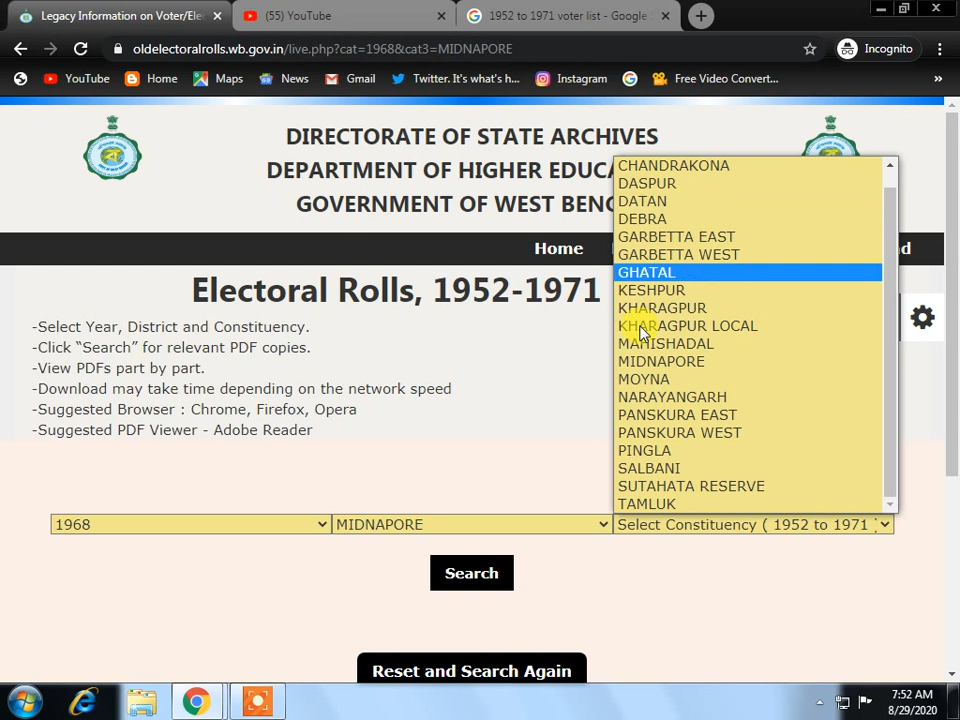 Legacy Information on Voter/Ele
(55) YouTube
1952 to 1971 voter list - Google S
oldelectoralrolls.wb.gov.in/live.php?cat=1968&cat3=MIDNAPORE
Incognito
YouTube
Home
Maps
News
Gmail
Twitter. It's what's h...
Instagram
Free Video Convert...
»
DIRECTORATE OF STATE ARCHIVES
DEPARTMENT OF HIGHER EDUCA
GOVERNMENT OF WEST BENG
Home
Electoral Rolls, 1952-1971
-Select Year, District and Constituency.
-Click “Search” for relevant PDF copies.
-View PDFs part by part.
-Download may take time depending on the network speed
-Suggested Browser : Chrome, Firefox, Opera
-Suggested PDF Viewer - Adobe Reader
CHANDRAKONA
DASPUR
DATAN
DEBRA
GARBETTA EAST
GARBETTA WEST
GHATAL
KESHPUR
KHARAGPUR
KHARAGPUR LOCAL
MAHISHADAL
MIDNAPORE
MOYNA
NARAYANGARH
PANSKURA EAST
PANSKURA WEST
PINGLA
SALBANI
SUTAHATA RESERVE
TAMLUK
1968
MIDNAPORE
Select Constituency ( 1952 to 1971 )
Search
Reset and Search Again
7:52 AM
8/29/2020